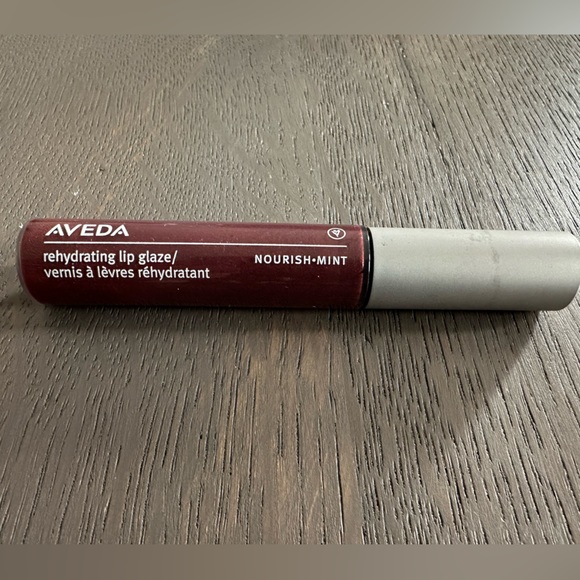 AVEDA
rehydrating lip glaze/
vernis à lèvres réhydratant
NOURISH•MINT